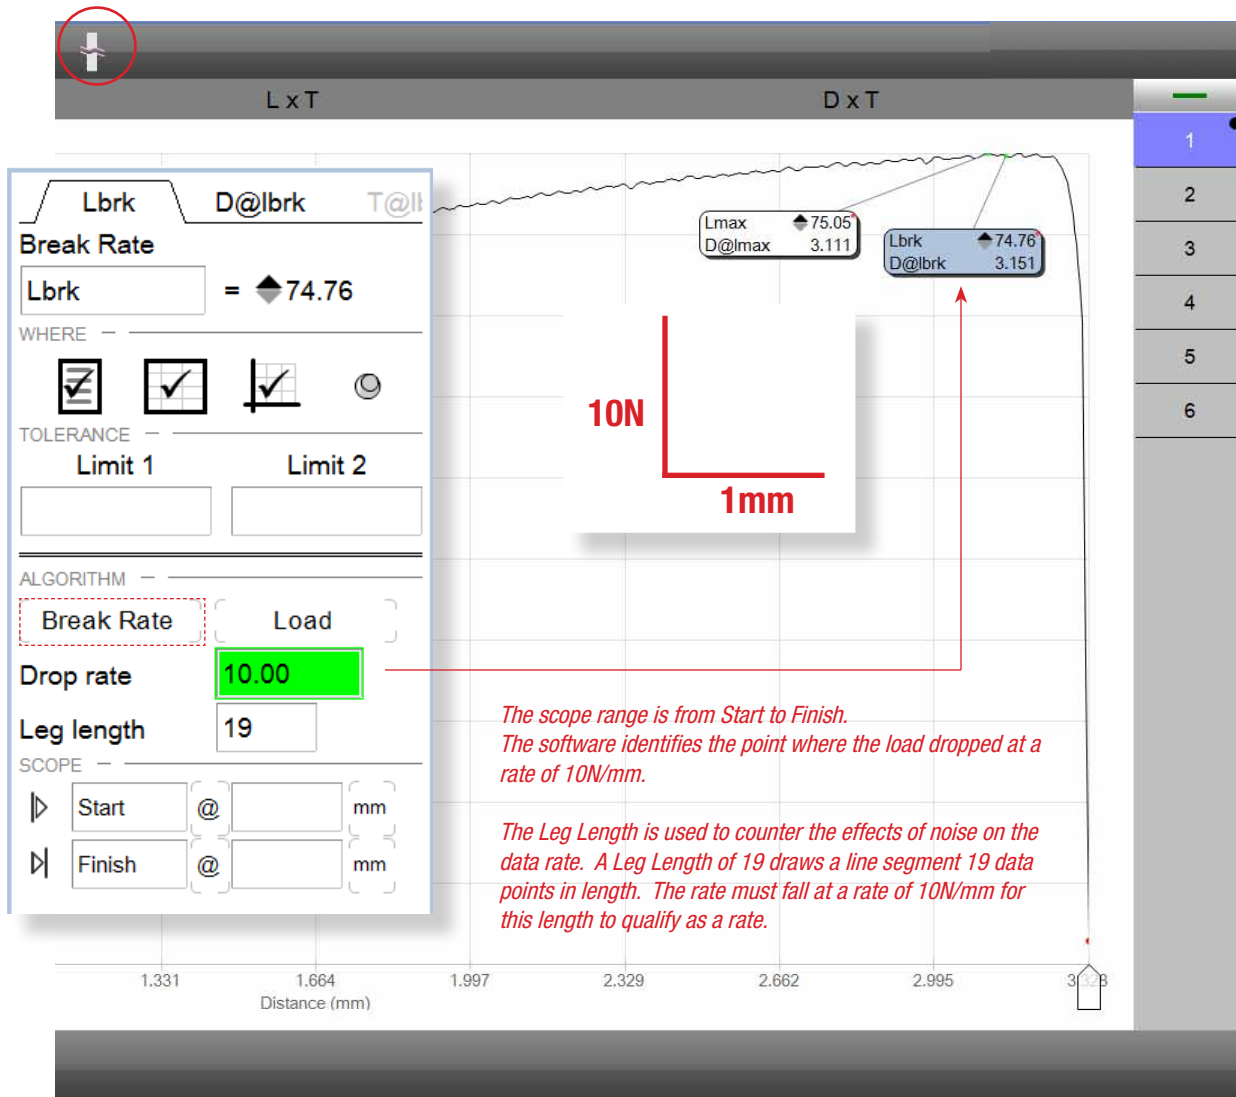 L x T
D x T
1
2
3
4
5
6
Lbrk
D@lbrk
Break Rate
Lbrk
= 74.76
WHERE
TOLERANCE
Limit 1
Limit 2
ALGORITHM
Break Rate
Load
Drop rate
10.00
Leg length
19
SCOPE
Start
@
mm
Finish
@
mm
Lmax 75.05
D@lmax 3.111
Lbrk 74.76
D@lbrk 3.151
10N
1mm
The scope range is from Start to Finish.
The software identifies the point where the load dropped at a
rate of 10N/mm.
The Leg Length is used to counter the effects of noise on the
data rate. A Leg Length of 19 draws a line segment 19 data
points in length. The rate must fall at a rate of 10N/mm for
this length to qualify as a rate.
1.331
1.664
1.997
2.329
2.662
2.995
3.328
Distance (mm)